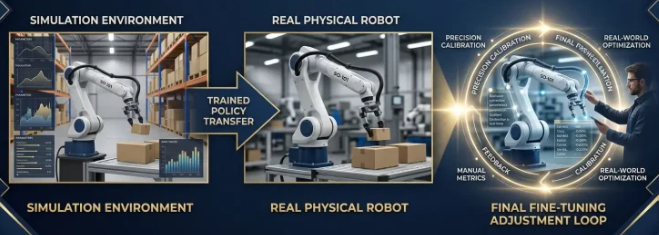 SIMULATION ENVIRONMENT
REAL PHYSICAL ROBOT
TRAINED
POLICY
TRANSFER
PRECISION
CALIBRATION
REAL-WORLD
OPTIMIZATION
PRECISION CALIBRATION
FEEDBACK
MANUAL
METRICS
REAL-WORLD
OPTIMIZATION
SIMULATION ENVIRONMENT
REAL PHYSICAL ROBOT
FINAL FINE-TUNING
ADJUSTMENT LOOP